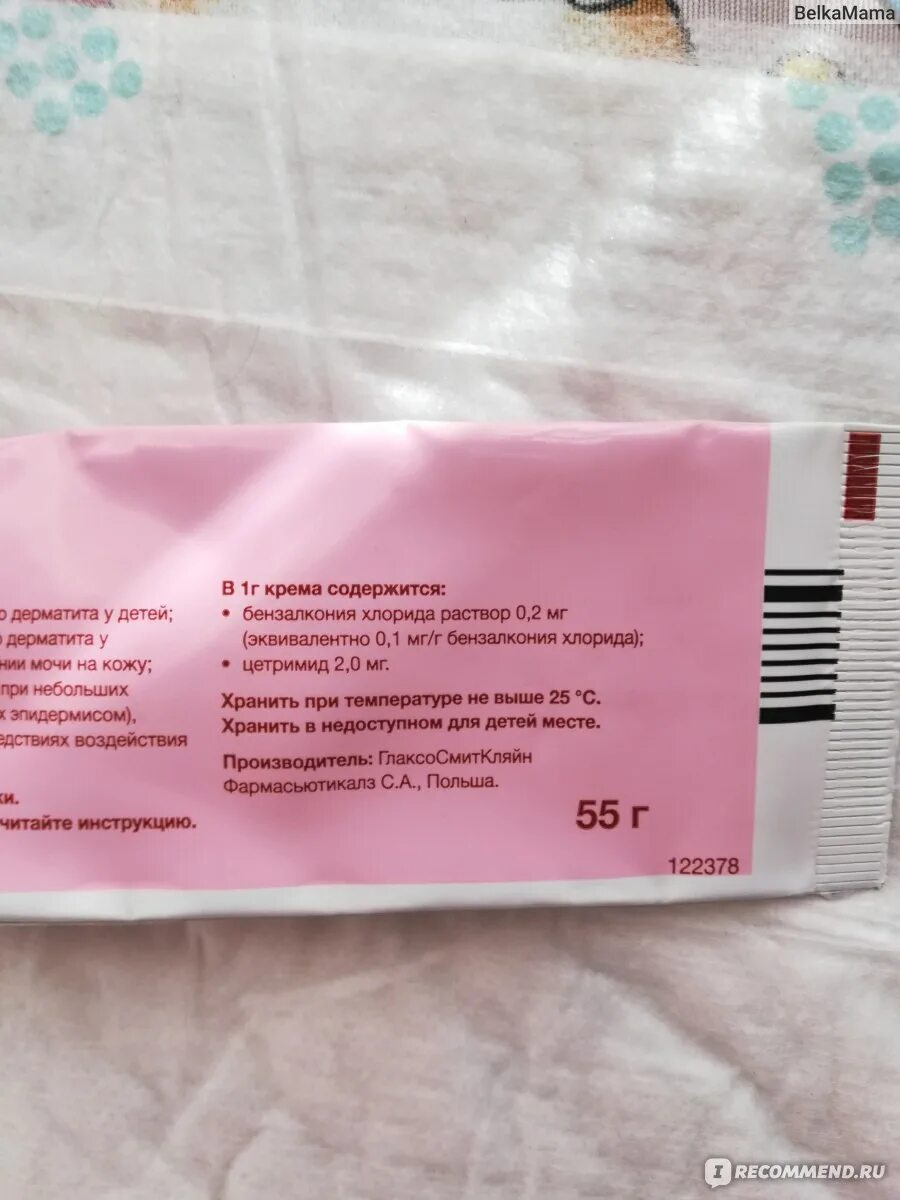 BelkaMama
о дерматита у детей;
о дерматита у
нии мочи на кожу;
при небольших
х эпидермисом),
едствиях воздействия
ки.
читайте инструкцию.
В 1г крема содержится:
• бензалкония хлорида раствор 0,2 мг
(эквивалентно 0,1 мг/г бензалкония хлорида);
• цетримид 2,0 мг.
Хранить при температуре не выше 25 °С.
Хранить в недоступном для детей месте.
Производитель: ГлаксоСмитКляйн
Фармасьютикалз С.А., Польша.
55 г
122378
IRECOMMEND.RU